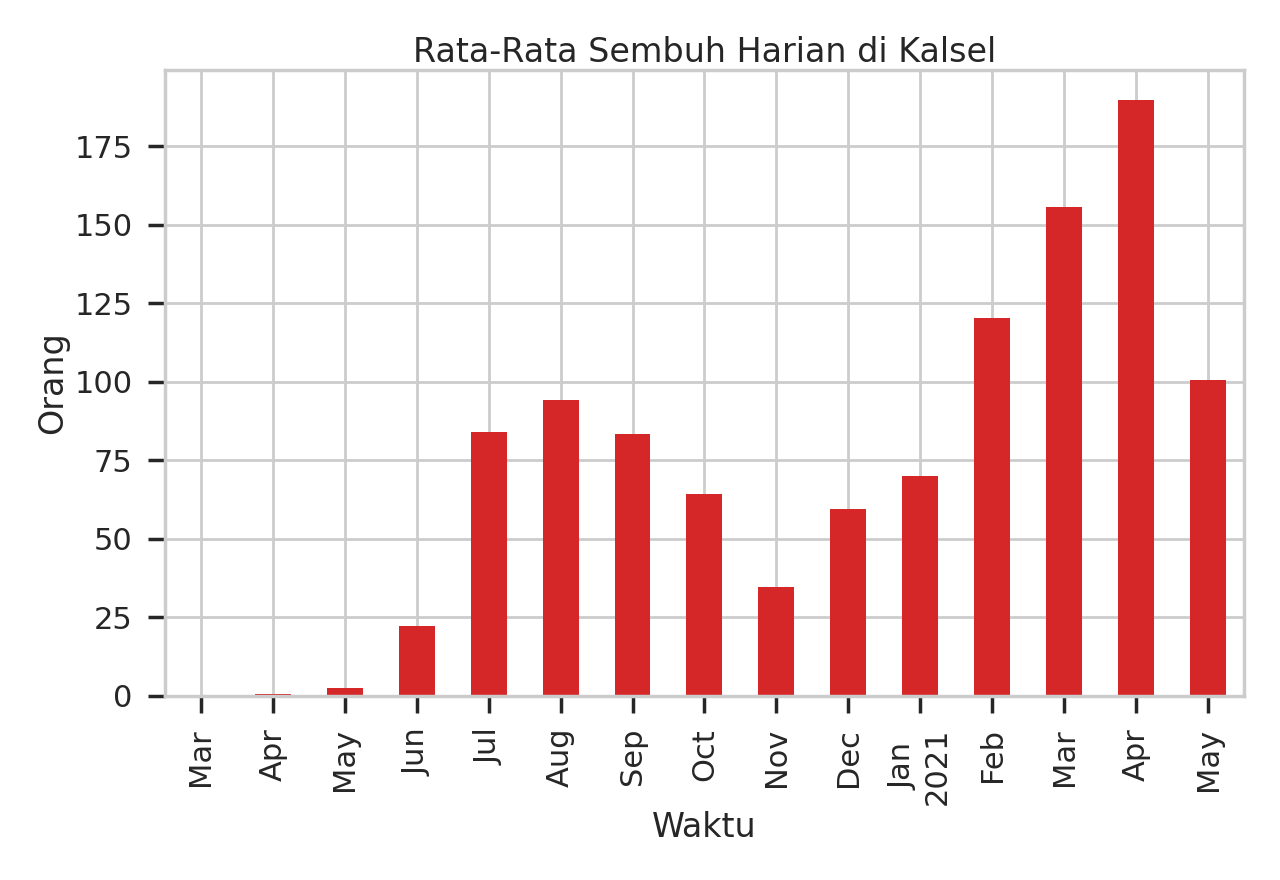 Rata-Rata Sembuh Harian di Kalsel
Orang
175
150
125
100
75
50
25
0
Mar
Apr
May
Jun
Jul
Aug
Sep
Oct
Nov
Dec
Jan
2021
Feb
Mar
Apr
May
Waktu